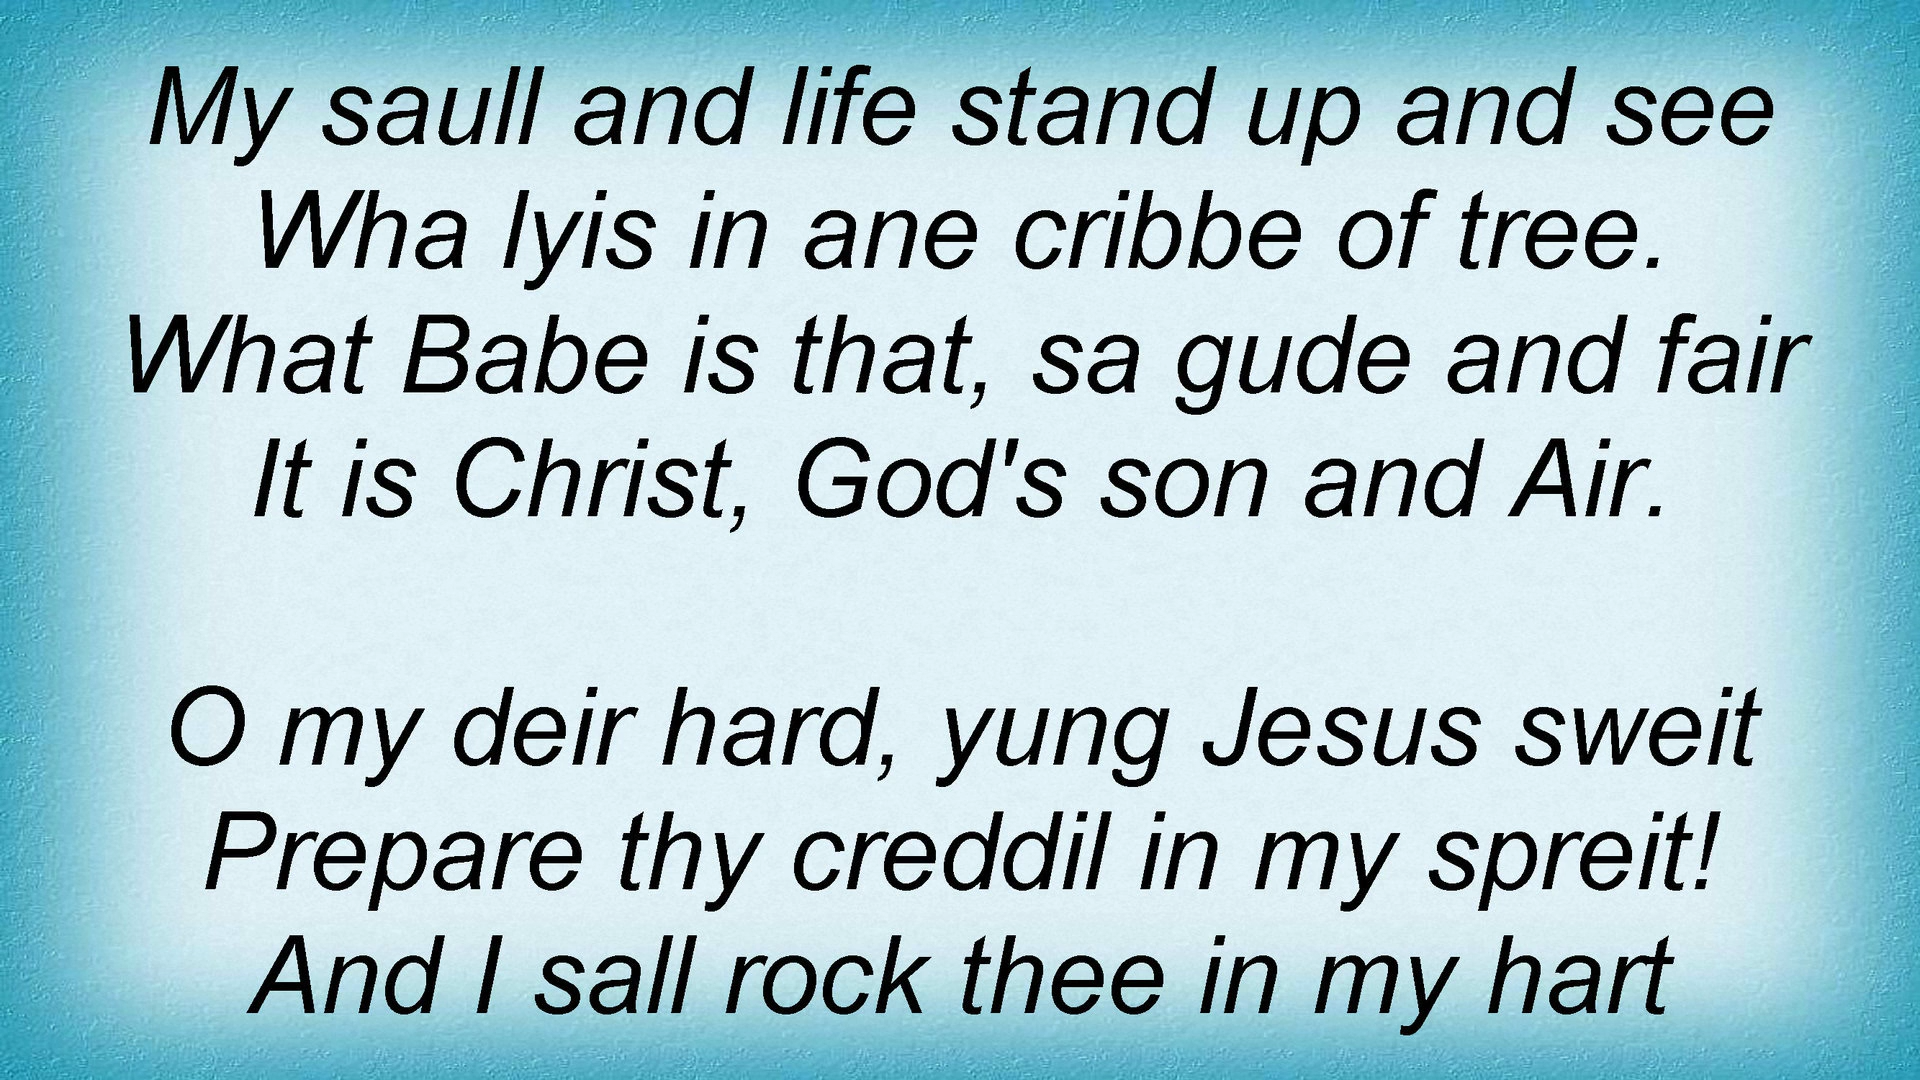 My saull and life stand up and see
Wha lyis in ane cribbe of tree.
What Babe is that, sa gude and fair
It is Christ, God's son and Air.
O my deir hard, yung Jesus sweit
Prepare thy creddil in my spreit!
And I sall rock thee in my hart